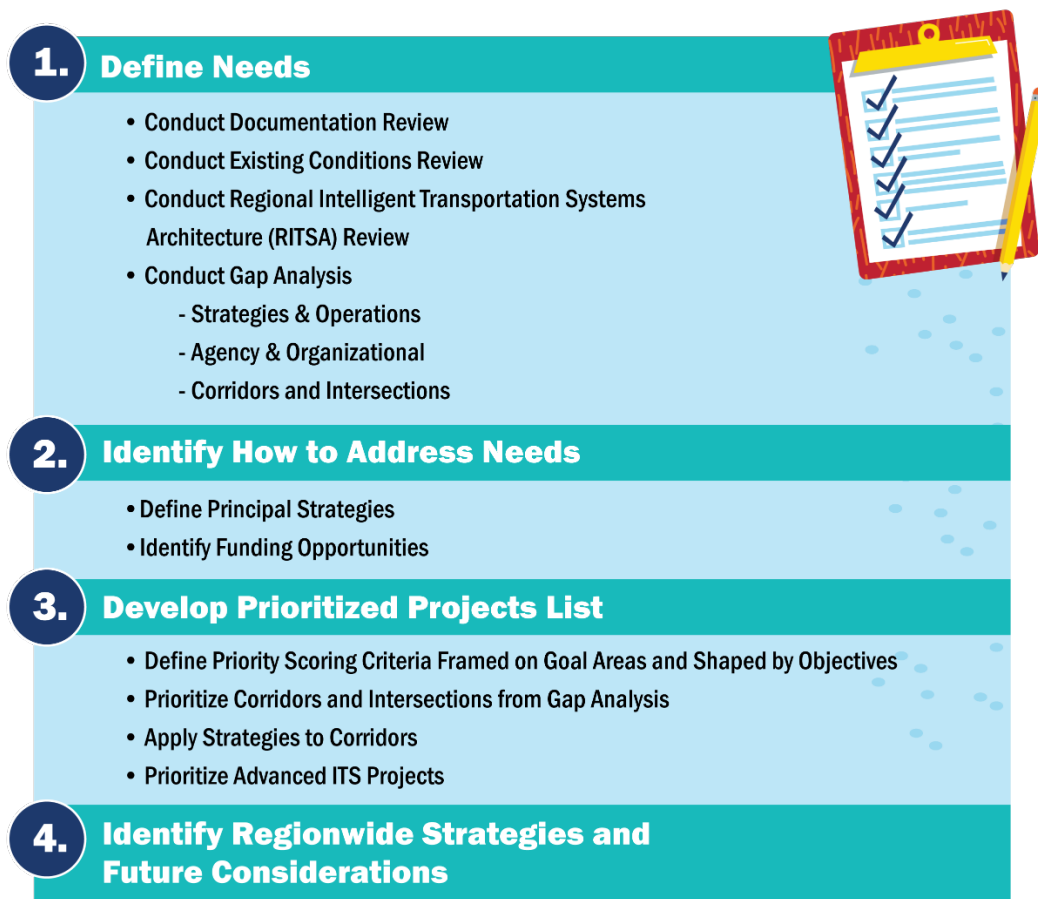 1.
Define Needs
• Conduct Documentation Review
• Conduct Existing Conditions Review
• Conduct Regional Intelligent Transportation Systems
Architecture (RITSA) Review
• Conduct Gap Analysis
- Strategies & Operations
- Agency & Organizational
- Corridors and Intersections
2.
Identify How to Address Needs
• Define Principal Strategies
• Identify Funding Opportunities
3.
Develop Prioritized Projects List
• Define Priority Scoring Criteria Framed on Goal Areas and Shaped by Objectives
• Prioritize Corridors and Intersections from Gap Analysis
• Apply Strategies to Corridors
• Prioritize Advanced ITS Projects
4.
Identify Regionwide Strategies and
Future Considerations